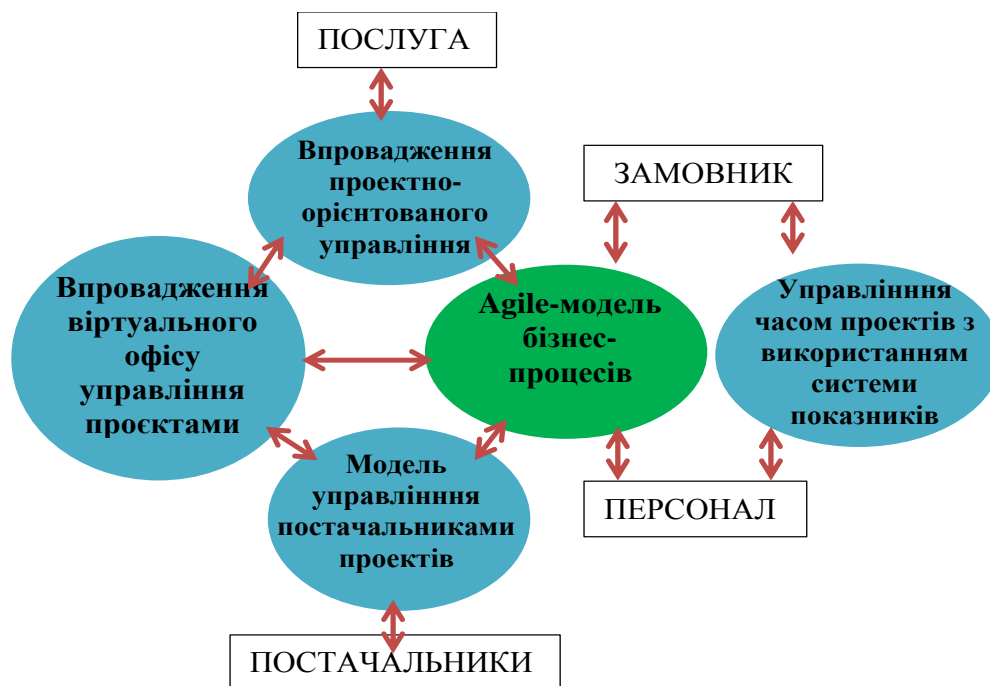 ПОСЛУГА
Впровадження
проектно-
орієнтованого
управління
ЗАМОВНИК
Впровадження
віртуального
офісу
управління
проєктами
Agile-модель
бізнес-
процесів
Управлінння
часом проектів з
використанням
системи
показників
Модель
управлінння
постачальниками
проектів
ПЕРСОНАЛ
ПОСТАЧАЛЬНИКИ